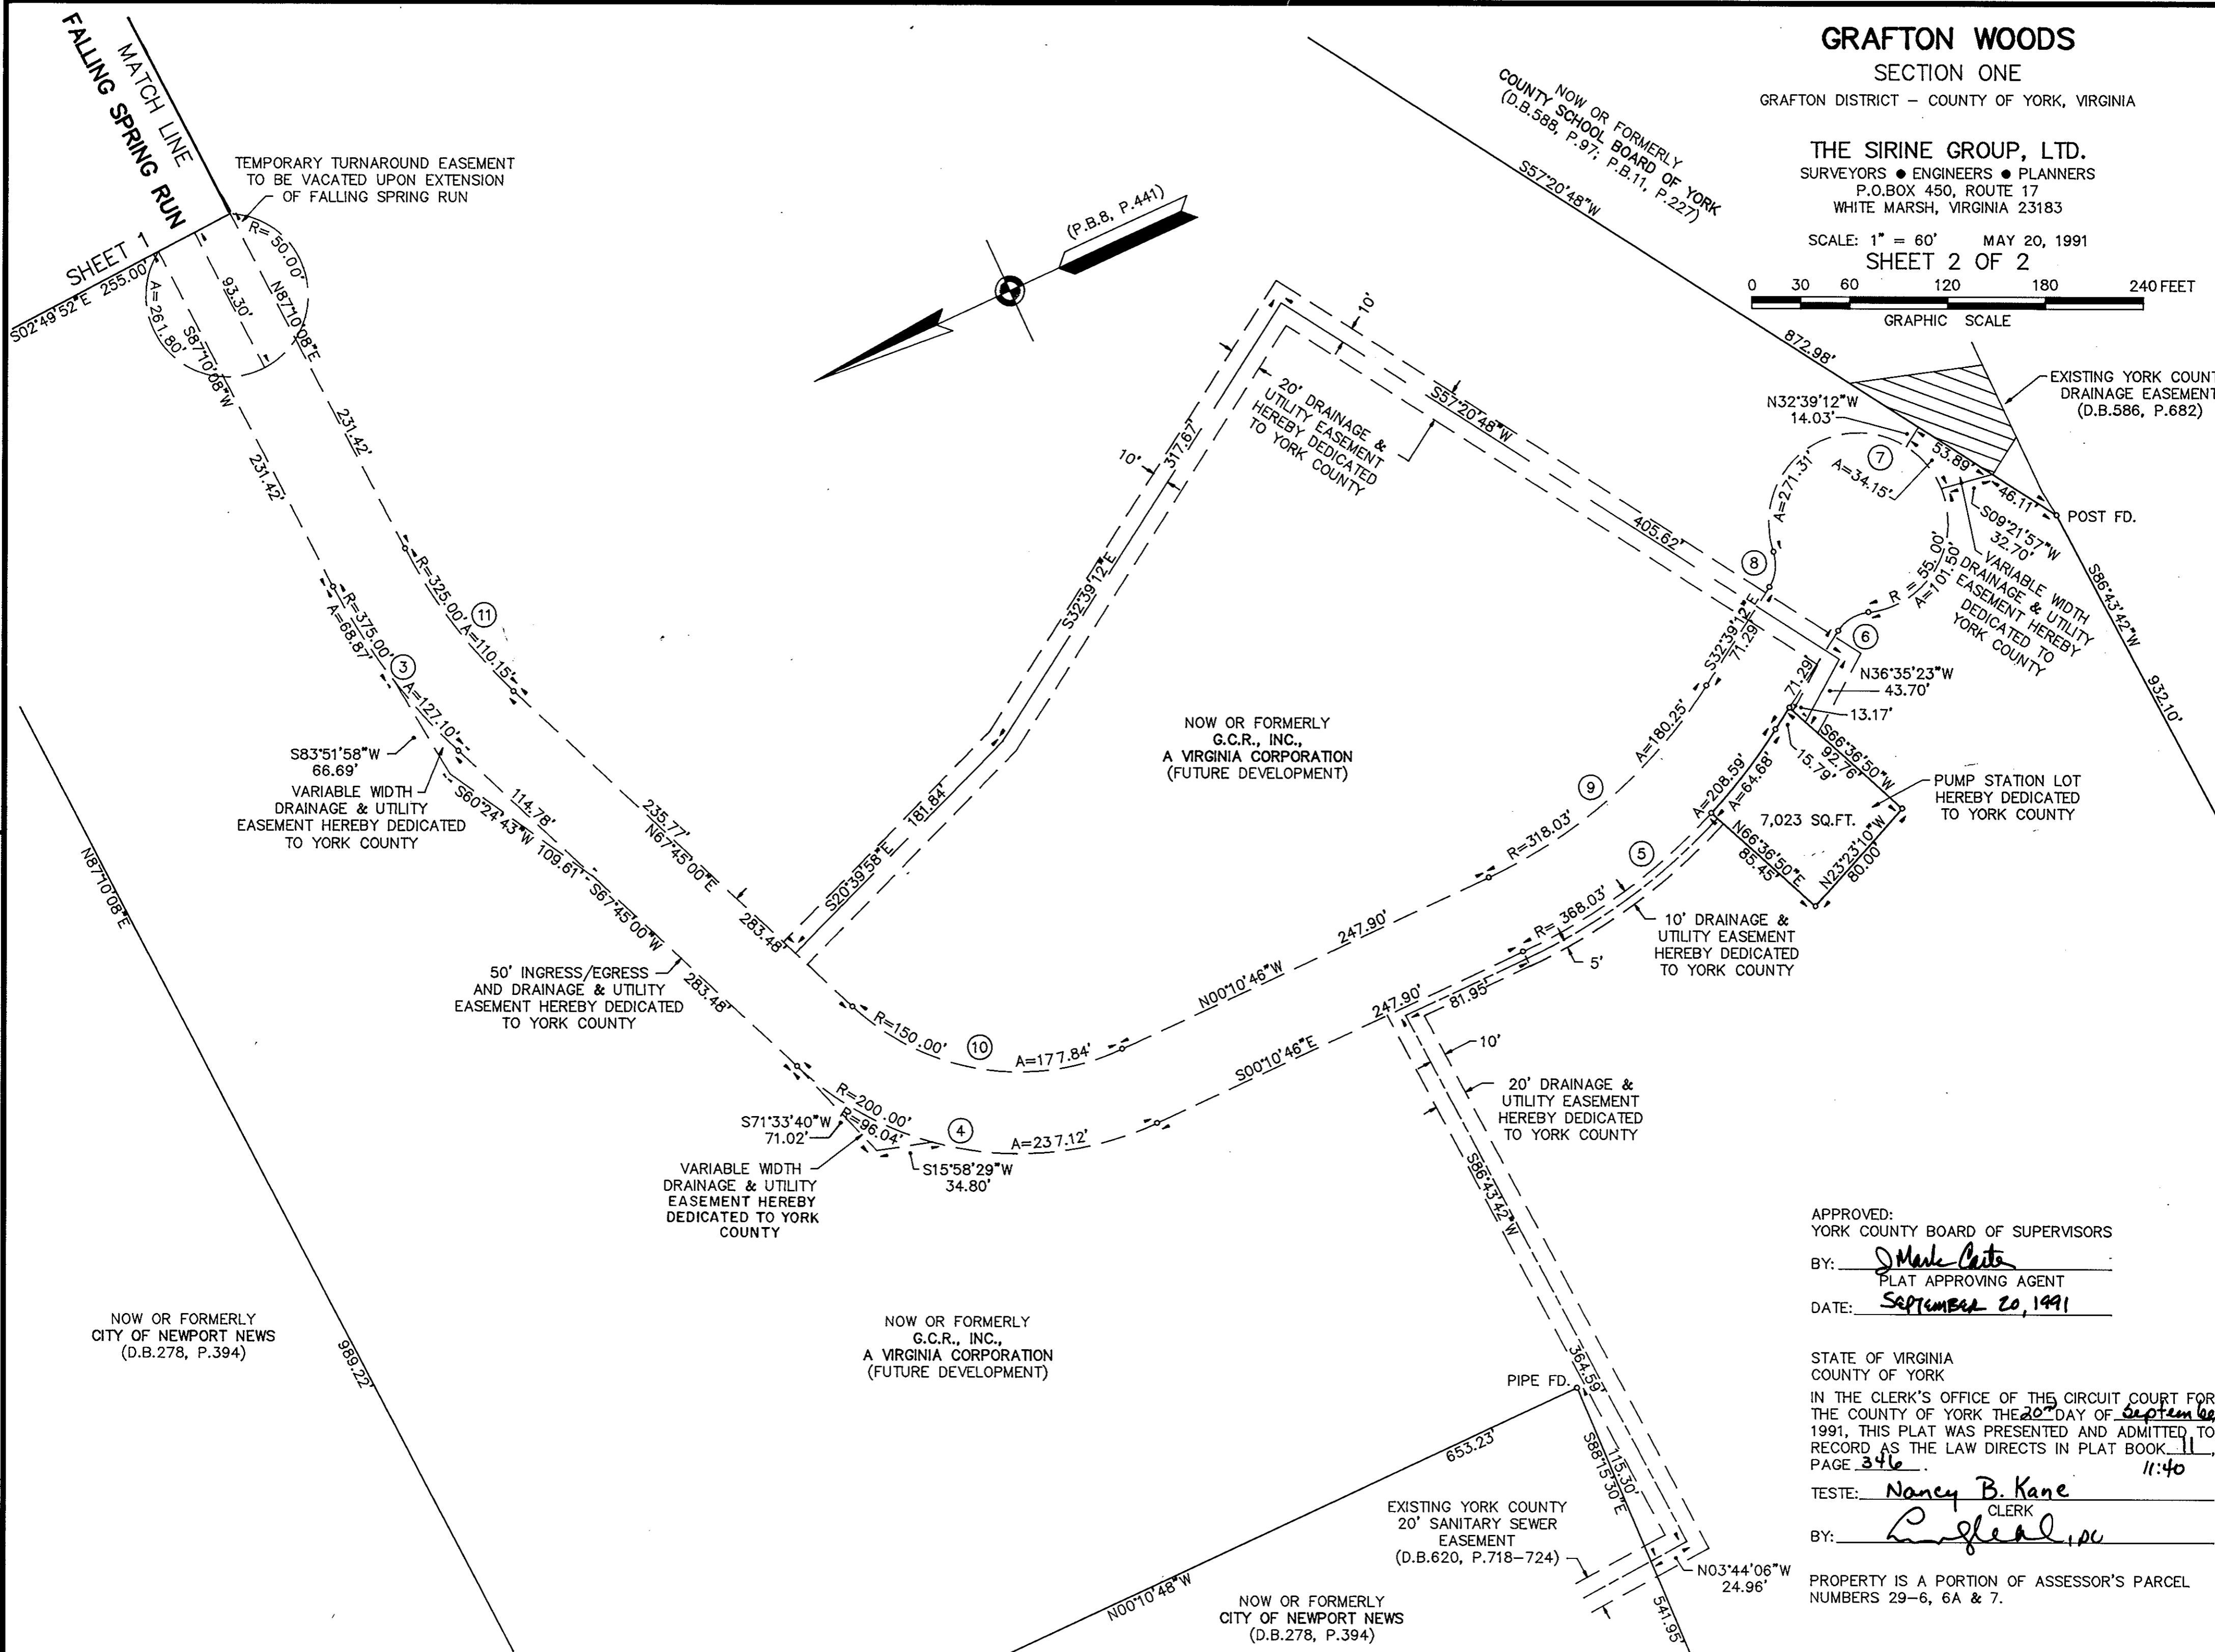 GRAFTON WOODS
SECTION ONE
GRAFTON DISTRICT – COUNTY OF YORK, VIRGINIA
THE SIRINE GROUP, LTD.
SURVEYORS ● ENGINEERS ● PLANNERS
P.O.BOX 450, ROUTE 17
WHITE MARSH, VIRGINIA 23183
SCALE: 1" = 60' MAY 20, 1991
SHEET 2 OF 2
0 30 60 120 180 240 FEET
GRAPHIC SCALE
FALLING SPRING RUN
MATCH LINE
SHEET 1
S02°49'52"E 255.00'
TEMPORARY TURNAROUND EASEMENT
TO BE VACATED UPON EXTENSION
OF FALLING SPRING RUN
R= 50.00'
A=261.80'
93.30'
N87°10'08"E
S87°10'08"W
231.42'
231.42'
(P.B.8, P.441)
NOW OR FORMERLY
COUNTY SCHOOL BOARD OF YORK
(D.B.588, P.97; P.B.11, P.227)
S57°20'48"W
872.98'
EXISTING YORK COUNT
DRAINAGE EASEMENT
(D.B.586, P.682)
N32°39'12"W
14.03'
53.89'
46.11'
POST FD.
7
A=34.15'
A=271.31'
S09°21'57"W
32.70'
VARIABLE WIDTH
DRAINAGE & UTILITY
EASEMENT HEREBY
DEDICATED TO
YORK COUNTY
R = 55.00'
A=101.50'
S86°43'42"W
932.10'
10'
S57°20'48"W
20' DRAINAGE &
UTILITY EASEMENT
HEREBY DEDICATED
TO YORK COUNTY
405.62'
317.67'
10'
S32°39'12"E
8
6
S32°39'12"E
71.29'
71.29'
N36°35'23"W
43.70'
13.17'
S66°36'50"W
92.76'
15.79'
PUMP STATION LOT
HEREBY DEDICATED
TO YORK COUNTY
7,023 SQ.FT.
A=208.59'
A=64.68'
N66°36'50"E
85.45'
N23°23'10"W
80.00'
A=180.25'
9
R=318.03'
5
R= 368.03'
10' DRAINAGE &
UTILITY EASEMENT
HEREBY DEDICATED
TO YORK COUNTY
5'
NOW OR FORMERLY
G.C.R., INC.,
A VIRGINIA CORPORATION
(FUTURE DEVELOPMENT)
R=325.00'
11
A=110.15'
R=375.00'
A=68.87'
3
A=127.10'
S83°51'58"W
66.69'
VARIABLE WIDTH
DRAINAGE & UTILITY
EASEMENT HEREBY DEDICATED
TO YORK COUNTY
114.78'
S60°24'43"W 109.61'
S67°45'00"W
235.77'
N67°45'00"E
283.48'
181.84'
S20°39'58"E
50' INGRESS/EGRESS
AND DRAINAGE & UTILITY
EASEMENT HEREBY DEDICATED
TO YORK COUNTY
283.48'
R=150.00'
10
A=177.84'
N00°10'46"W
247.90'
247.90'
81.95'
S00°10'46"E
R=200.00'
R=96.04'
4
A=237.12'
S71°33'40"W
71.02'
S15°58'29"W
34.80'
VARIABLE WIDTH
DRAINAGE & UTILITY
EASEMENT HEREBY
DEDICATED TO YORK
COUNTY
10'
20' DRAINAGE &
UTILITY EASEMENT
HEREBY DEDICATED
TO YORK COUNTY
S86°43'42"W
364.59'
N87°10'08"E
989.22'
NOW OR FORMERLY
CITY OF NEWPORT NEWS
(D.B.278, P.394)
NOW OR FORMERLY
G.C.R., INC.,
A VIRGINIA CORPORATION
(FUTURE DEVELOPMENT)
PIPE FD.
653.23'
N00°10'48"W
115.30'
S88°15'30"E
541.95'
EXISTING YORK COUNTY
20' SANITARY SEWER
EASEMENT
(D.B.620, P.718–724)
N03°44'06"W
24.96'
NOW OR FORMERLY
CITY OF NEWPORT NEWS
(D.B.278, P.394)
APPROVED:
YORK COUNTY BOARD OF SUPERVISORS
BY: J Mark Carter
PLAT APPROVING AGENT
DATE: SEPTEMBER 20, 1991
STATE OF VIRGINIA
COUNTY OF YORK
IN THE CLERK'S OFFICE OF THE CIRCUIT COURT FOR
THE COUNTY OF YORK THE 20th DAY OF September
1991, THIS PLAT WAS PRESENTED AND ADMITTED TO
RECORD AS THE LAW DIRECTS IN PLAT BOOK 11,
PAGE 346. 11:40
TESTE: Nancy B. Kane
CLERK
BY: , DC
PROPERTY IS A PORTION OF ASSESSOR'S PARCEL
NUMBERS 29–6, 6A & 7.